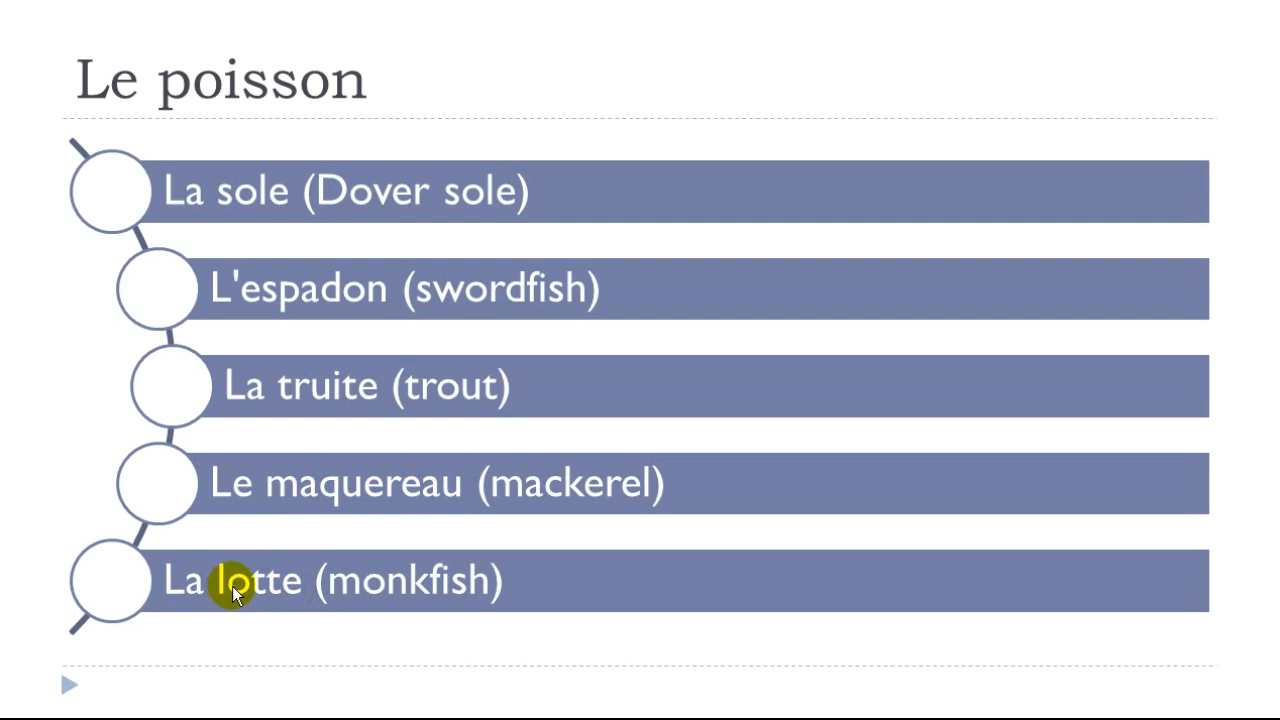 Le poisson
La sole (Dover sole)
L'espadon (swordfish)
La truite (trout)
Le maquereau (mackerel)
La lotte (monkfish)